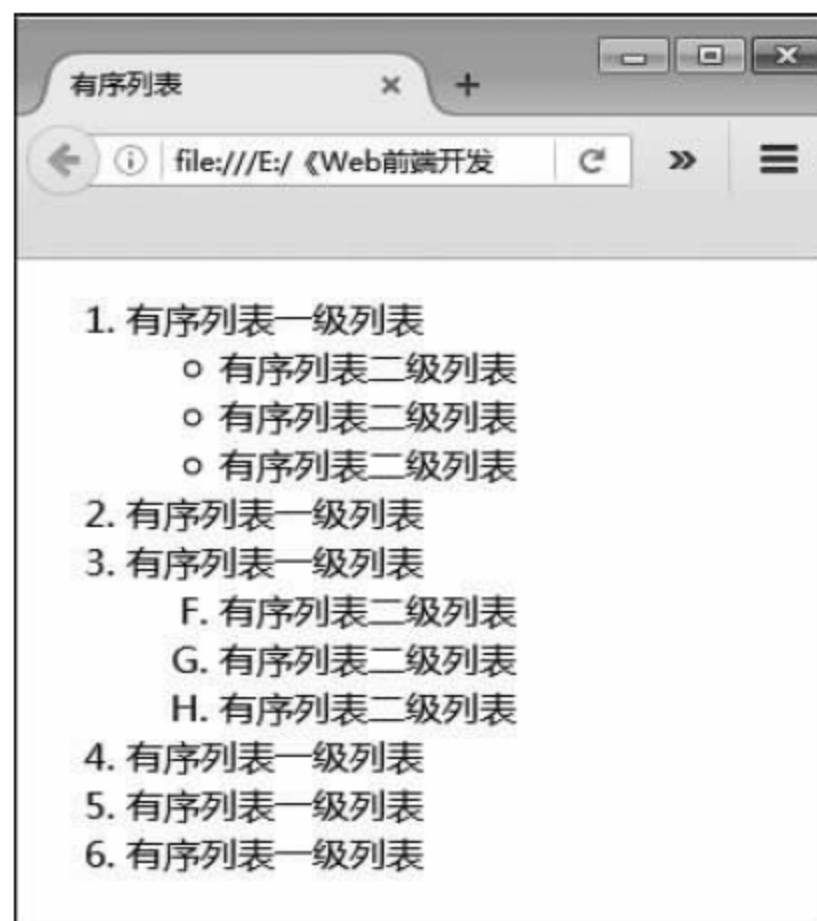 有序列表
file:///E:/《Web前端开发
1. 有序列表一级列表
有序列表二级列表
有序列表二级列表
有序列表二级列表
2. 有序列表一级列表
3. 有序列表一级列表
F. 有序列表二级列表
G. 有序列表二级列表
H. 有序列表二级列表
4. 有序列表一级列表
5. 有序列表一级列表
6. 有序列表一级列表